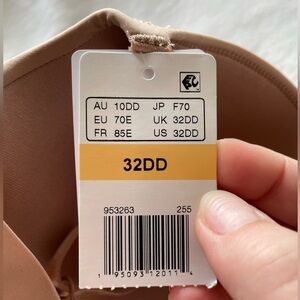 AU 10DD JP F70
EU 70E UK 32DD
FR 85E US 32DD
32DD
953263 255
1 95093 12011 4